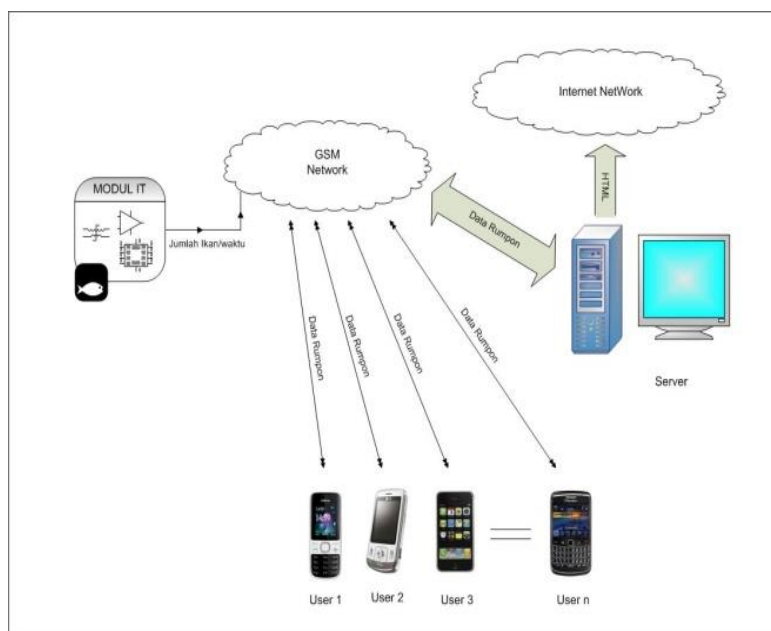 Internet NetWork
GSM
Network
MODUL IT
Jumlah Ikan/waktu
HTML
Data Rumpon
Data Rumpon
Data Rumpon
Data Rumpon
Data Rumpon
Server
User 1
User 2
User 3
User n